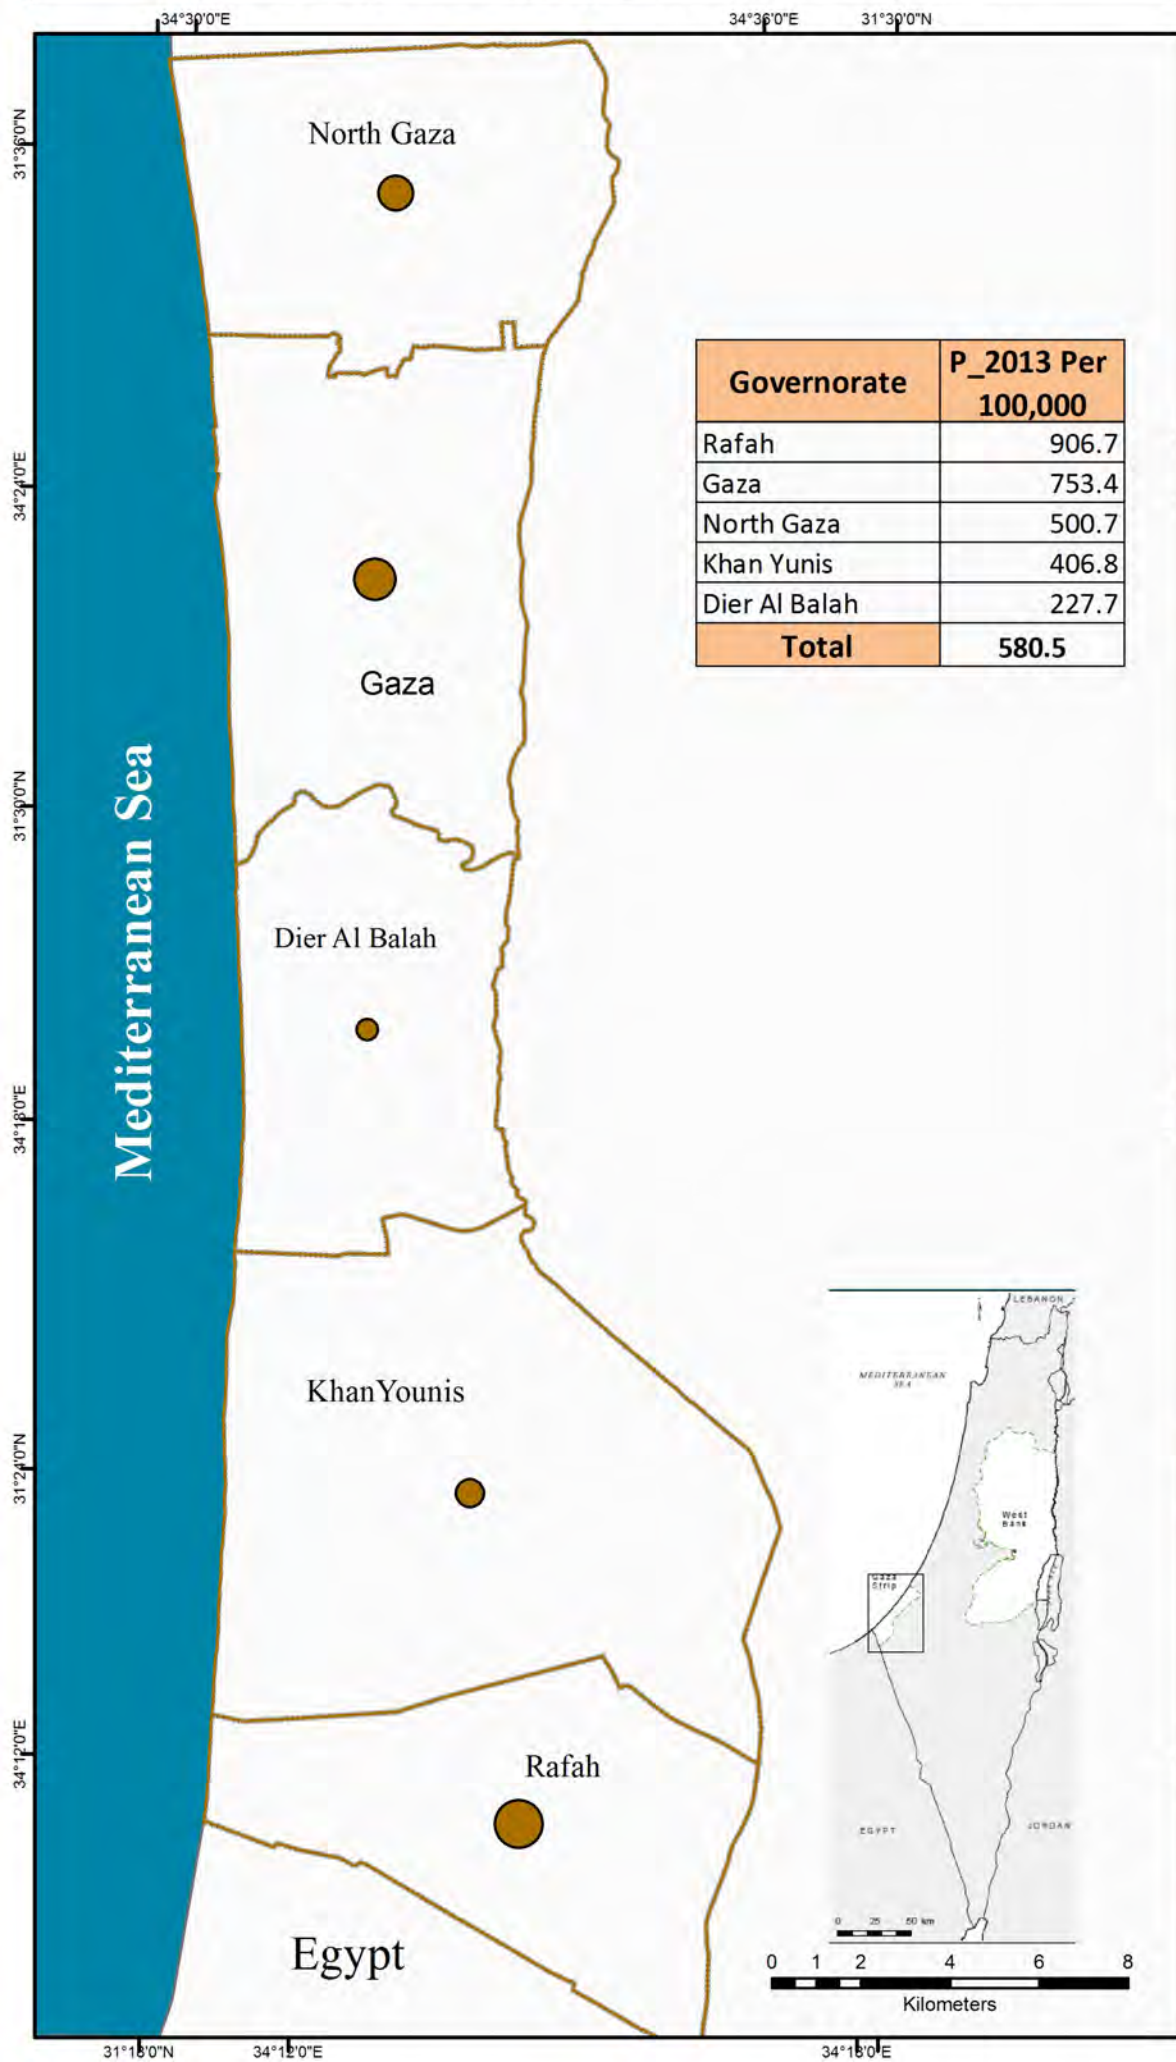 34°30'0"E
34°36'0"E
31°30'0"N
31°36'0"N
North Gaza
Governorate
P_2013 Per
100,000
Rafah
906.7
Gaza
753.4
North Gaza
500.7
Khan Yunis
406.8
Dier Al Balah
227.7
Total
580.5
34°24'0"E
Gaza
Mediterranean Sea
31°30'0"N
Dier Al Balah
34°18'0"E
KhanYounis
31°24'0"N
LEBANON
MEDITERRANEAN
SEA
West
Bank
Gaza
Strip
EGYPT
JORDAN
0 25 50 km
34°12'0"E
Rafah
Egypt
0 1 2 4 6 8
Kilometers
31°18'0"N
34°12'0"E
34°18'0"E